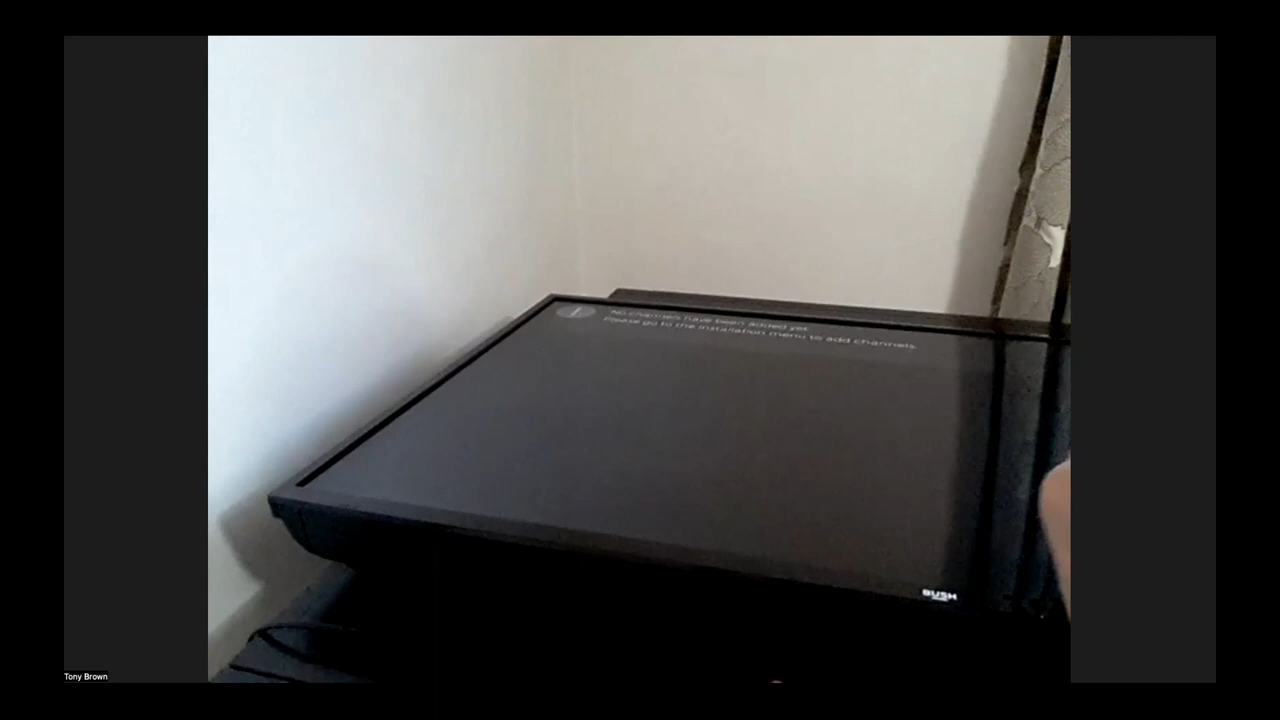 No channels have been added yet.
Please go to the installation menu to add channels.
BUSH
Tony Brown